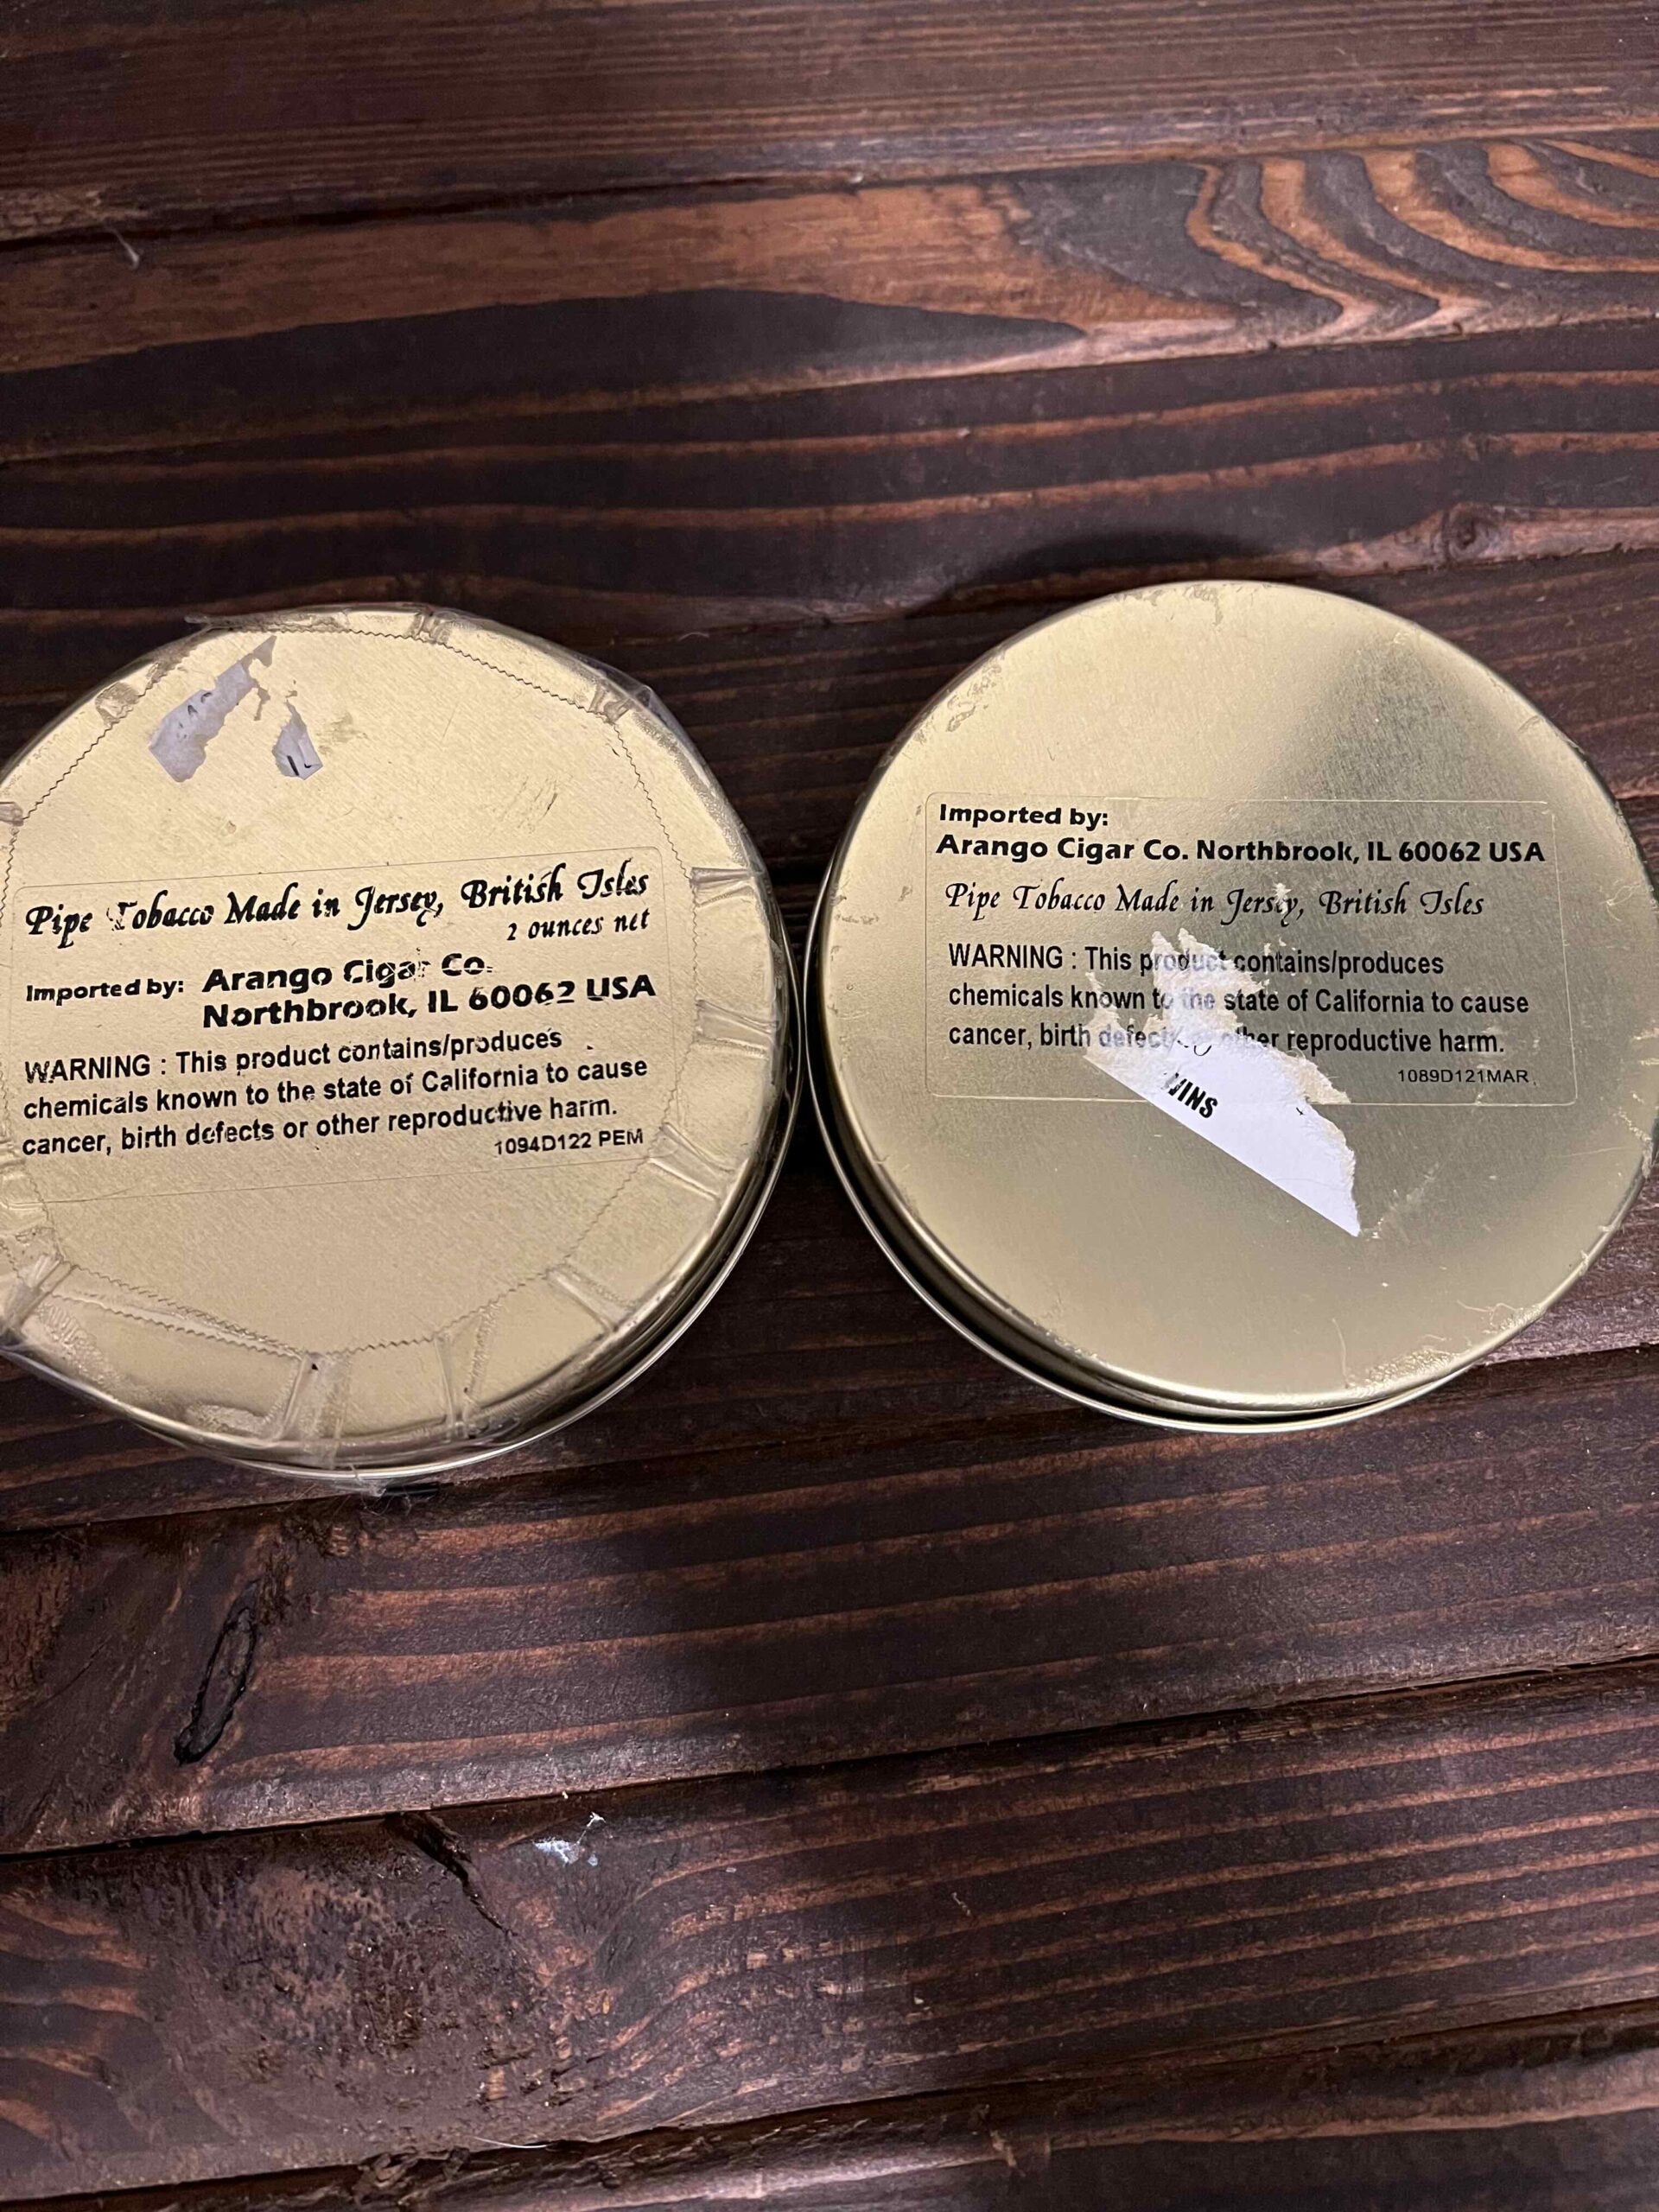 Pipe Tobacco Made in Jersey, British Isles
2 ounces net
Imported by: Arango Cigar Co.
Northbrook, IL 60062 USA
WARNING : This product contains/produces
chemicals known to the state of California to cause
cancer, birth defects or other reproductive harm.
1094D122 PEM
Imported by:
Arango Cigar Co. Northbrook, IL 60062 USA
Pipe Tobacco Made in Jersey, British Isles
WARNING : This product contains/produces
chemicals known to the state of California to cause
cancer, birth defects other reproductive harm.
1089D121MAR